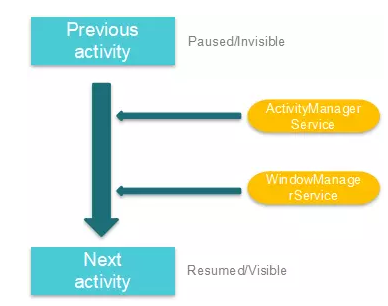 Previous
activity
Paused/Invisible
ActivityManager
Service
WindowManage
rService
Next
activity
Resumed/Visible